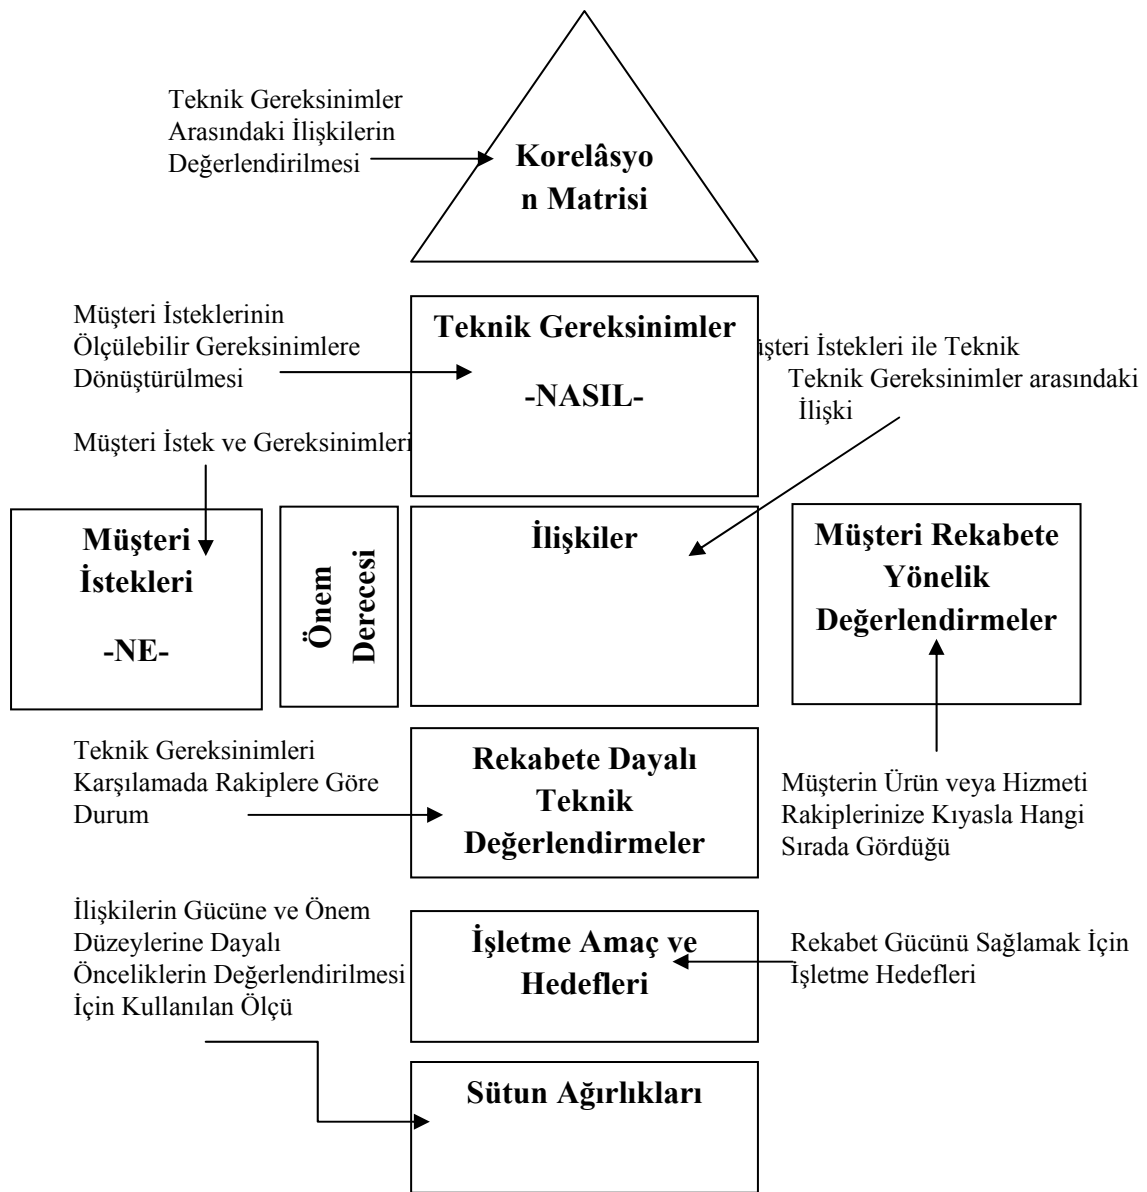 Teknik Gereksinimler
Arasındaki İlişkilerin
Değerlendirilmesi
Korelâsyo
n Matrisi
Müşteri İsteklerinin
Ölçülebilir Gereksinimlere
Dönüştürülmesi
Teknik Gereksinimler
-NASIL-
üşteri İstekleri ile Teknik
Teknik Gereksinimler arasındaki
İlişki
Müşteri İstek ve Gereksinimleri
Müşteri
İstekleri
-NE-
Önem
Derecesi
İlişkiler
Müşteri Rekabete
Yönelik
Değerlendirmeler
Teknik Gereksinimleri
Karşılamada Rakiplere Göre
Durum
Rekabete Dayalı
Teknik
Değerlendirmeler
Müşterin Ürün veya Hizmeti
Rakiplerinize Kıyasla Hangi
Sırada Gördüğü
İlişkilerin Gücüne ve Önem
Düzeylerine Dayalı
Önceliklerin Değerlendirilmesi
İçin Kullanılan Ölçü
İşletme Amaç ve
Hedefleri
Rekabet Gücünü Sağlamak İçin
İşletme Hedefleri
Sütun Ağırlıkları